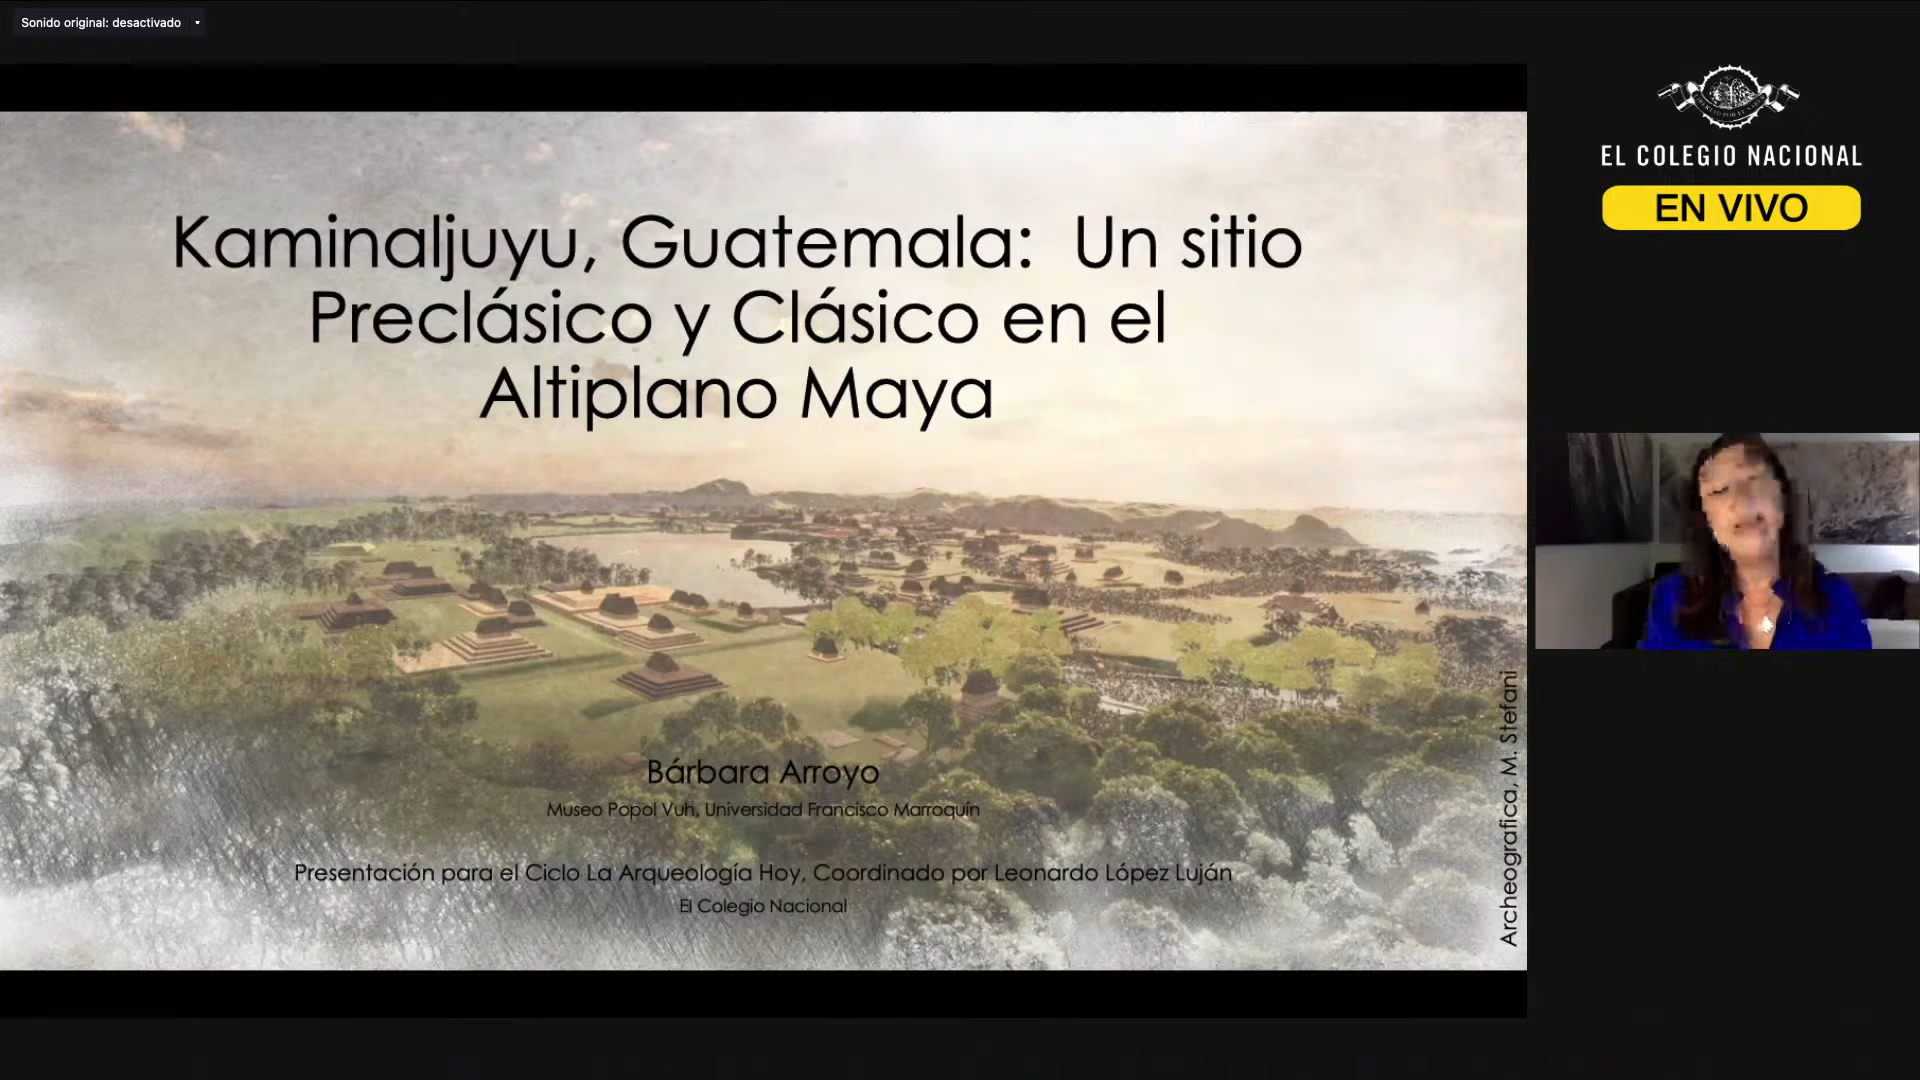 Sonido original: desactivado
Kaminaljuyu, Guatemala: Un sitio
Preclásico y Clásico en el
Altiplano Maya
Bárbara Arroyo
Museo Popol Vuh, Universidad Francisco Marroquín
Presentación para el Ciclo La Arqueología Hoy, Coordinado por Leonardo López Luján
El Colegio Nacional
Archeografica, M. Stefani
EL COLEGIO NACIONAL
EN VIVO